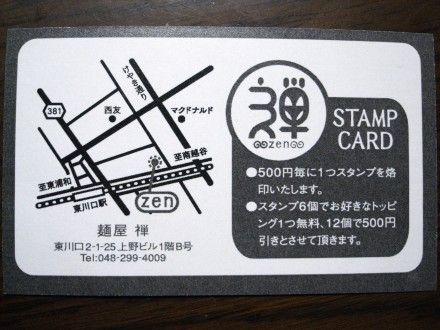 けやき通り
381
西友
マクドナルド
至南越谷
至東浦和
東川口駅
zen
麺屋 禅
東川口2-1-25上野ビル1階B号
Tel:048-299-4009
禅
zen
STAMP
CARD
●500円毎に1つスタンプを烙
印いたします。
●スタンプ6個でお好きなトッピ
ング1つ無料、12個で500円
引きとさせて頂きます。